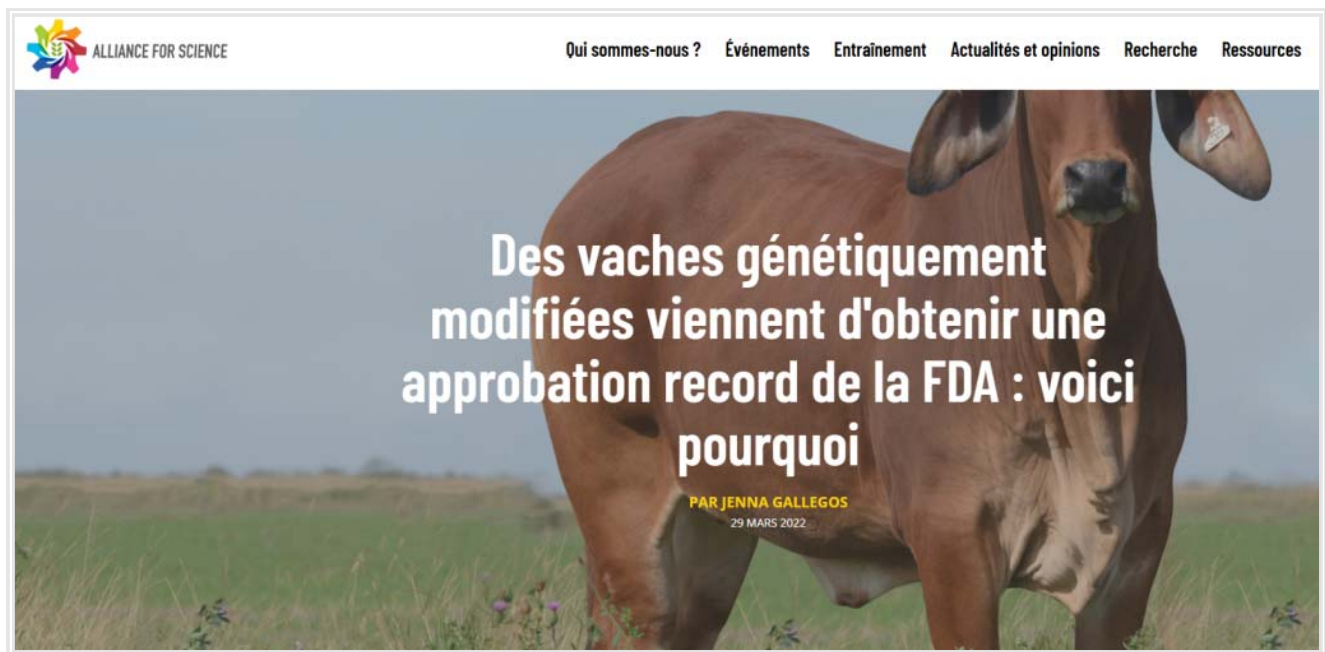 ALLIANCE FOR SCIENCE
Qui sommes-nous ? Événements Entraînement Actualités et opinions Recherche Ressources
Des vaches génétiquement
modifiées viennent d'obtenir une
approbation record de la FDA : voici
pourquoi
PAR JENNA GALLEGOS
29 MARS 2022